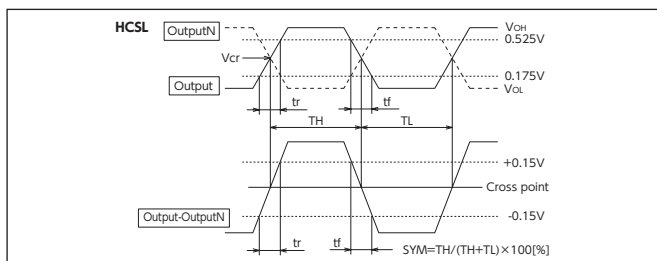 HCSL
OutputN
VOH
0.525V
Vcr
0.175V
Output
VOL
tr
tf
TH
TL
+0.15V
Cross point
Output-OutputN
-0.15V
tr
tf
SYM=TH/(TH+TL)×100[%]